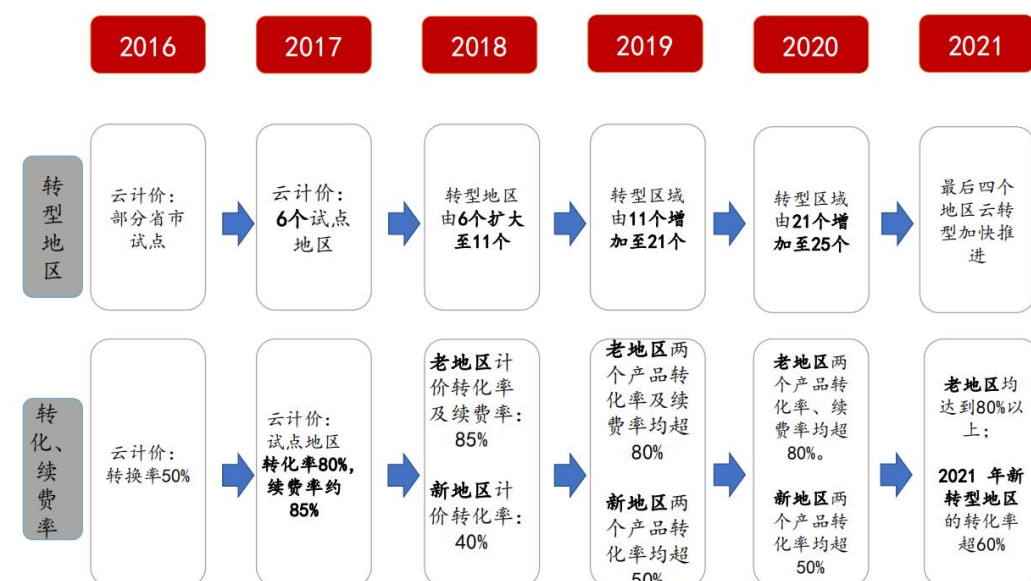 2016
2017
2018
2019
2020
2021
转
型
地
区
云计价：
部分省市
试点
云计价：
6个试点
地区
转型地区
由6个扩大
至11个
转型区域
由11个增
加至21个
转型区域
由21个增
加至25个
最后四个
地区云转
型加快推
进
转
化、
续
费
率
云计价：
转换率50%
云计价：
试点地区
转化率80%，
续费率约
85%
老地区计
价转化率
及续费率：
85%
新地区计
价转化率：
40%
老地区两
个产品转
化率及续
费率均超
80%
新地区两
个产品转
化率均超
50%
老地区两
个产品转
化率、续
费率均超
80%。
新地区两
个产品转
化率均超
50%
老地区均
达到80%以
上；
2021 年新
转型地区
的转化率
超60%